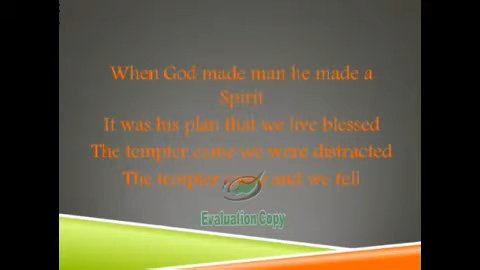 When God made man he made a
Spirit
It was his plan that we live blessed
The tempter came we were distracted
The tempter came and we fell
Evaluation Copy